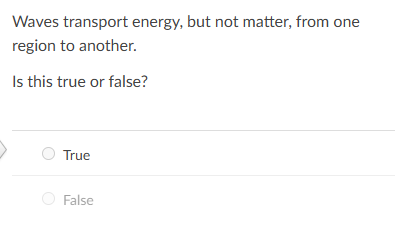 Waves transport energy, but not matter, from one
region to another.
Is this true or false?
True
False